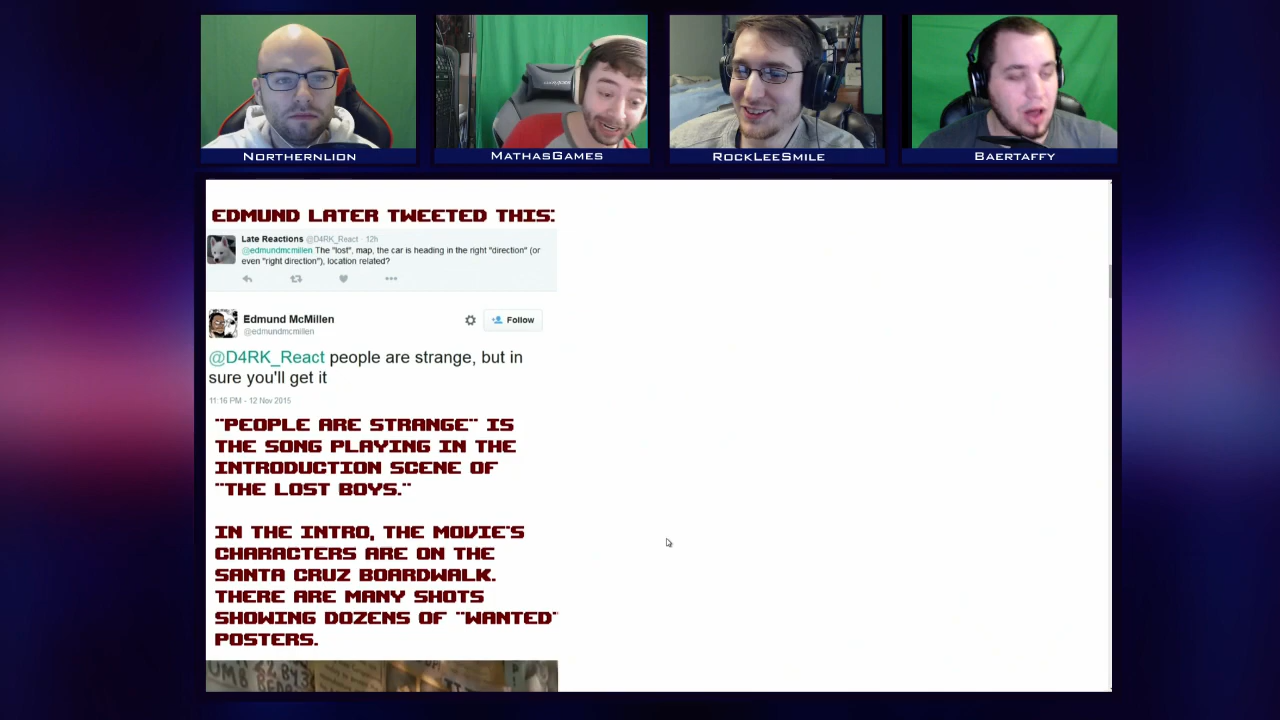 NORTHERNLION
MATHASGAMES
ROCKLEESMILE
BAERTAFFY
EDMUND LATER TWEETED THIS:
Late Reactions @D4RK_React · 12h
@edmundmcmillen The "lost", map, the car is heading in the right "direction" (or
even "right direction"), location related?
Edmund McMillen
@edmundmcmillen
Follow
@D4RK_React people are strange, but in
sure you'll get it
11:16 PM - 12 Nov 2015
"PEOPLE ARE STRANGE" IS
THE SONG PLAYING IN THE
INTRODUCTION SCENE OF
"THE LOST BOYS."
IN THE INTRO, THE MOVIE'S
CHARACTERS ARE ON THE
SANTA CRUZ BOARDWALK.
THERE ARE MANY SHOTS
SHOWING DOZENS OF "WANTED"
POSTERS.